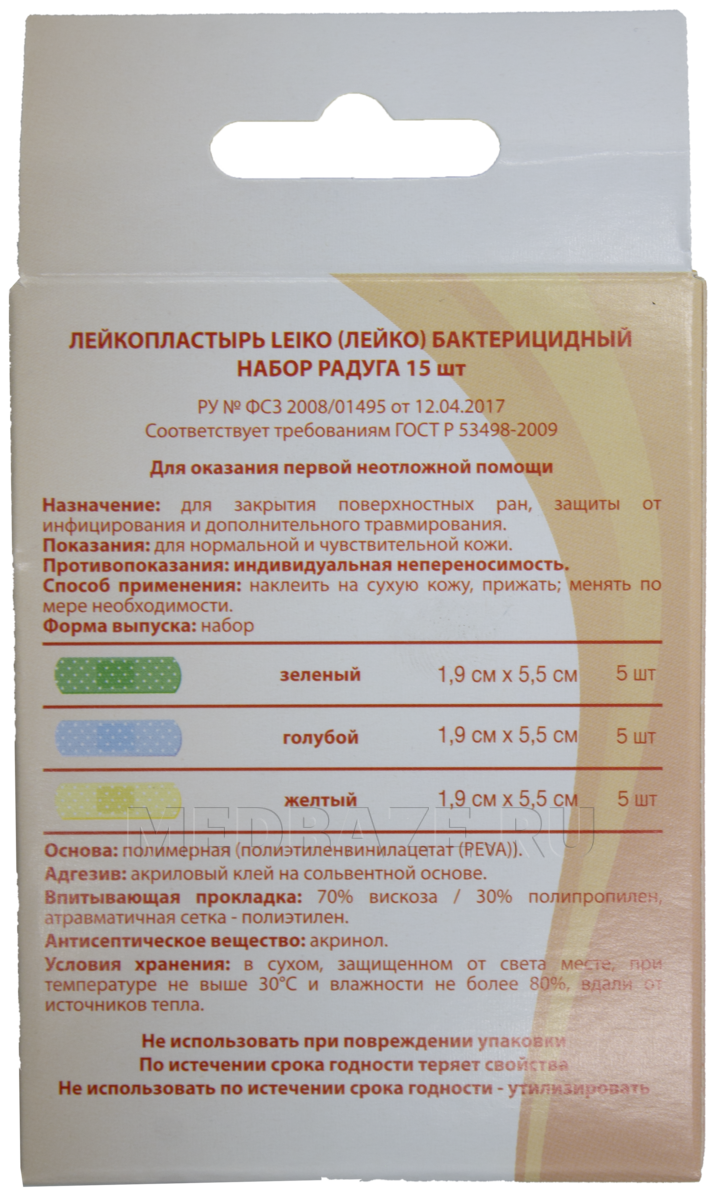 ЛЕЙКОПЛАСТЫРЬ LEIKO (ЛЕЙКО) БАКТЕРИЦИДНЫЙ
НАБОР РАДУГА 15 шт
РУ № ФСЗ 2008/01495 от 12.04.2017
Соответствует требованиям ГОСТ Р 53498-2009
Для оказания первой неотложной помощи
Назначение: для закрытия поверхностных ран, защиты от
инфицирования и дополнительного травмирования.
Показания: для нормальной и чувствительной кожи.
Противопоказания: индивидуальная непереносимость.
Способ применения: наклеить на сухую кожу, прижать; менять по
мере необходимости.
Форма выпуска: набор
зеленый 1,9 см х 5,5 см 5 шт
голубой 1,9 см х 5,5 см 5 шт
желтый 1,9 см х 5,5 см 5 шт
MEDBAZE.RU
Основа: полимерная (полиэтиленвинилацетат (PEVA)).
Адгезив: акриловый клей на сольвентной основе.
Впитывающая прокладка: 70% вискоза / 30% полипропилен,
атравматичная сетка - полиэтилен.
Антисептическое вещество: акринол.
Условия хранения: в сухом, защищенном от света месте, при
температуре не выше 30°С и влажности не более 80%, вдали от
источников тепла.
Не использовать при повреждении упаковки
По истечении срока годности теряет свойства
Не использовать по истечении срока годности - утилизировать